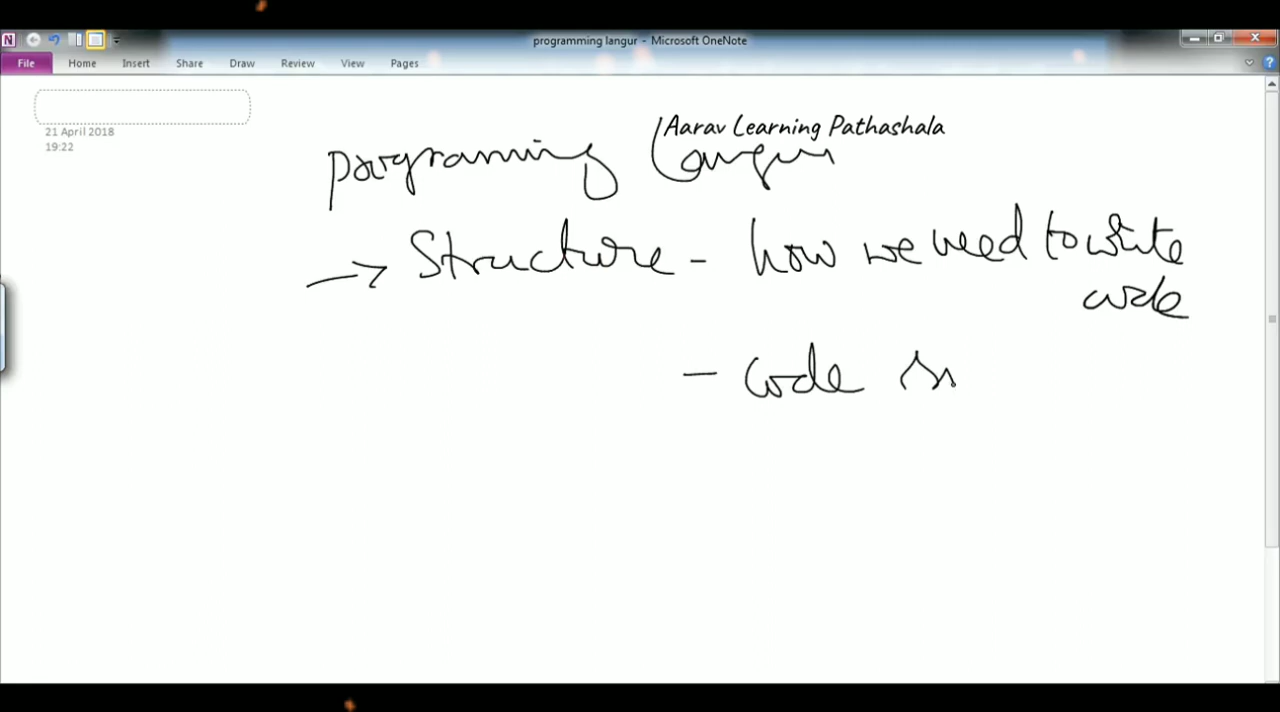 programming langur - Microsoft OneNote
File Home Insert Share Draw Review View Pages
21 April 2018
19:22
Aarav Learning Pathashala
programming Langur
→ Structure - how we need to write
code
- code